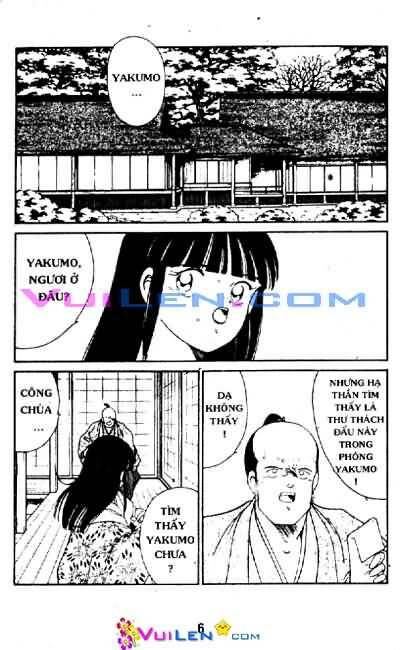 YAKUMO
...
YAKUMO,
NGƯƠI Ở
ĐÂU?
VUILEN.COM
CÔNG
CHÚA...
TÌM
THẤY
YAKUMO
CHƯA
?
DẠ
KHÔNG
THẤY
!
NHƯNG HẠ
THẦN TÌM
THẤY LÁ
THƯ THÁCH
ĐẤU NÀY
TRONG
PHÒNG
YAKUMO
!
6
VUILEN.COM